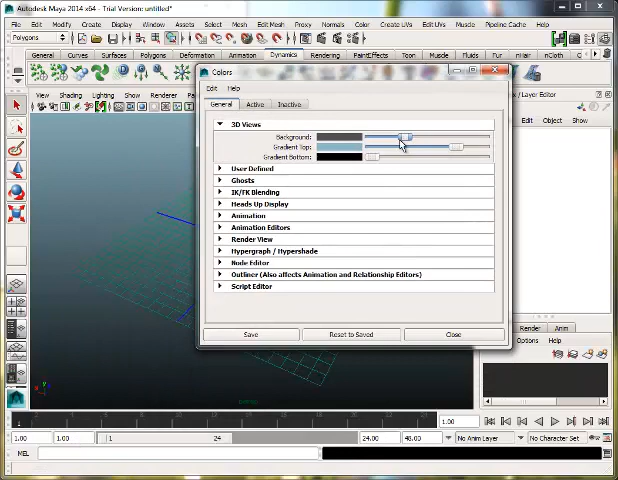 Autodesk Maya 2014 x64 - Trial Version: untitled*
File Edit Modify Create Display Window Assets Select Mesh Edit Mesh Proxy Normals Color Create UVs Edit UVs Muscle Pipeline Cache Help
Polygons
General Curves Surfaces Polygons Deformation Animation Dynamics Rendering PaintEffects Toon Muscle Fluids Fur nHair nCloth
View Shading Lighting Show Renderer
/ Layer Editor
Edit Object Show
Colors
Edit Help
General Active Inactive
3D Views
Background:
Gradient Top:
Gradient Bottom:
User Defined
Ghosts
IK/FK Blending
Heads Up Display
Animation
Animation Editors
Render View
Hypergraph / Hypershade
Node Editor
Outliner (Also affects Animation and Relationship Editors)
Script Editor
Save Reset to Saved Close
Render Anim
Options Help
persp
1.00
1.00 1.00 1 24 24.00 48.00 No Anim Layer No Character Set
MEL